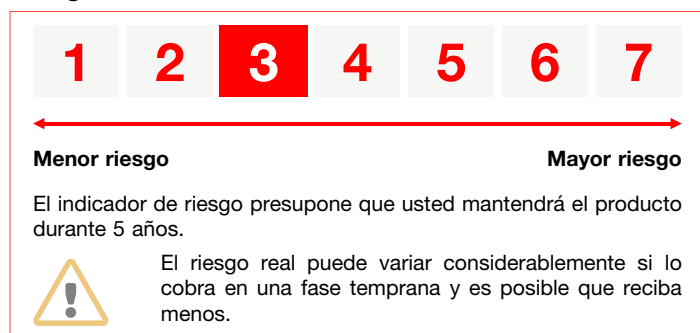 1 2 3 4 5 6 7
Menor riesgo Mayor riesgo
El indicador de riesgo presupone que usted mantendrá el producto
durante 5 años.
El riesgo real puede variar considerablemente si lo
cobra en una fase temprana y es posible que reciba
menos.